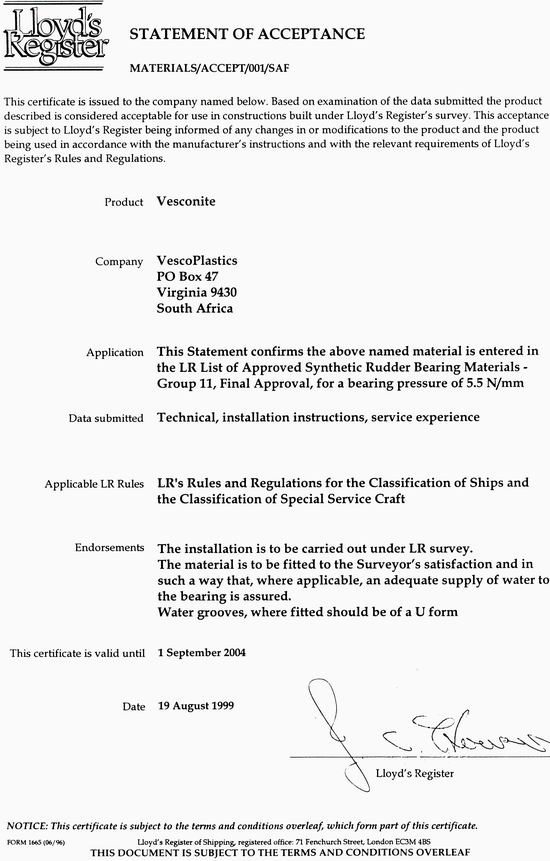 Lloyd's
Register
STATEMENT OF ACCEPTANCE
MATERIALS/ACCEPT/001/SAF
This certificate is issued to the company named below. Based on examination of the data submitted the product
described is considered acceptable for use in constructions built under Lloyd's Register's survey. This acceptance
is subject to Lloyd's Register being informed of any changes in or modifications to the product and the product
being used in accordance with the manufacturer's instructions and with the relevant requirements of Lloyd's
Register's Rules and Regulations.
Product Vesconite
Company VescoPlastics
PO Box 47
Virginia 9430
South Africa
Application This Statement confirms the above named material is entered in
the LR List of Approved Synthetic Rudder Bearing Materials -
Group 11, Final Approval, for a bearing pressure of 5.5 N/mm
Data submitted Technical, installation instructions, service experience
Applicable LR Rules LR's Rules and Regulations for the Classification of Ships and
the Classification of Special Service Craft
Endorsements The installation is to be carried out under LR survey.
The material is to be fitted to the Surveyor's satisfaction and in
such a way that, where applicable, an adequate supply of water to
the bearing is assured.
Water grooves, where fitted should be of a U form
This certificate is valid until 1 September 2004
Date 19 August 1999
Lloyd's Register
NOTICE: This certificate is subject to the terms and conditions overleaf, which form part of this certificate.
FORM 1665 (06/96) Lloyd's Register of Shipping, registered office: 71 Fenchurch Street, London EC3M 4BS
THIS DOCUMENT IS SUBJECT TO THE TERMS AND CONDITIONS OVERLEAF